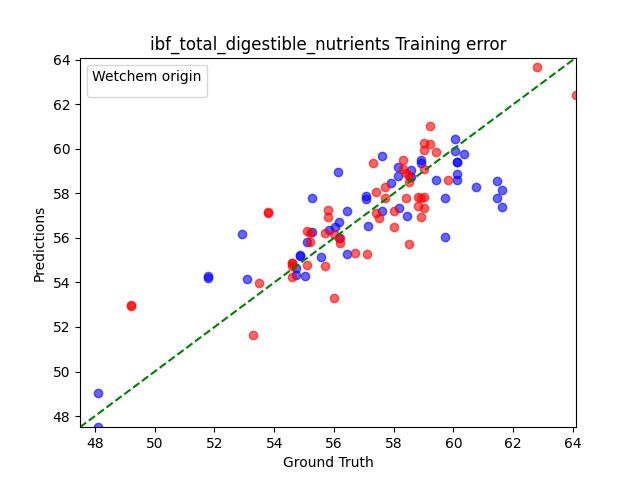 ibf_total_digestible_nutrients Training error
64
62
60
58
56
54
52
50
48
Predictions
Wetchem origin
48 50 52 54 56 58 60 62 64
Ground Truth